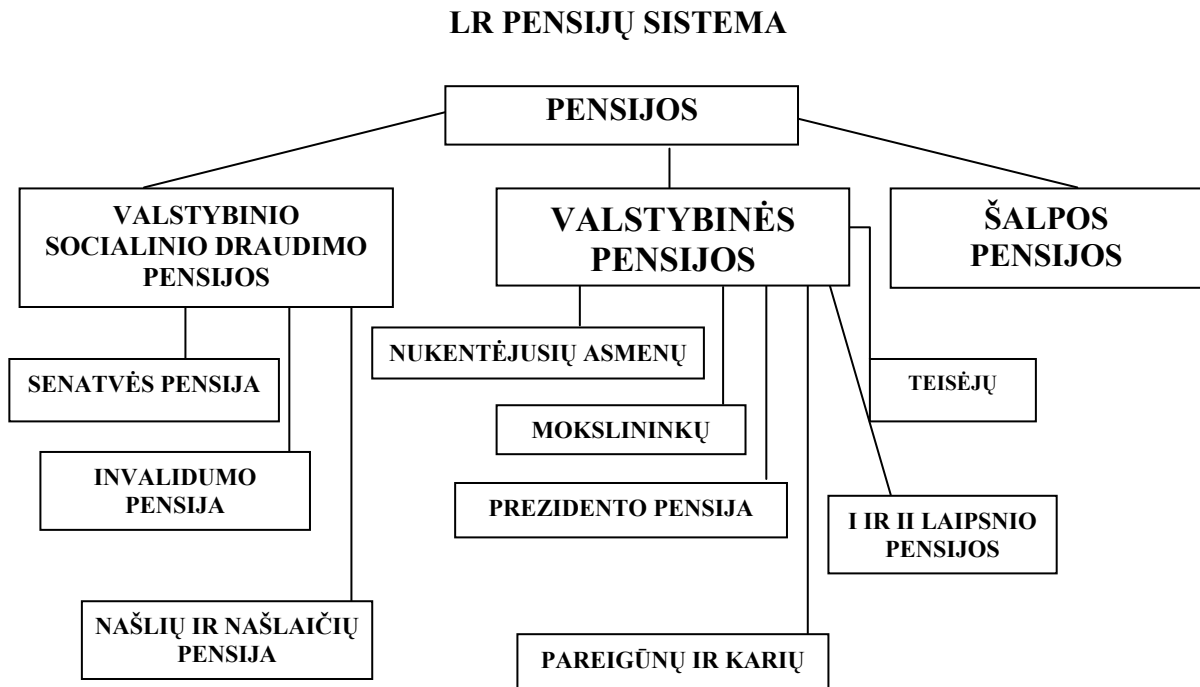 LR PENSIJŲ SISTEMA
PENSIJOS
VALSTYBINIO
SOCIALINIO DRAUDIMO
PENSIJOS
VALSTYBINĖS
PENSIJOS
ŠALPOS
PENSIJOS
NUKENTĖJUSIŲ ASMENŲ
SENATVĖS PENSIJA
TEISĖJŲ
MOKSLININKŲ
INVALIDUMO
PENSIJA
PREZIDENTO PENSIJA
I IR II LAIPSNIO
PENSIJOS
NAŠLIŲ IR NAŠLAIČIŲ
PENSIJA
PAREIGŪNŲ IR KARIŲ